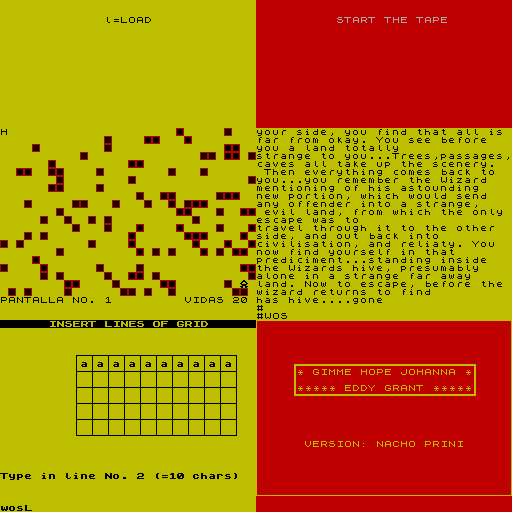 l=LOAD
START THE TAPE
H
PANTALLA NO. 1 VIDAS 20
your side, you find that all is
far from okay. You see before
you a land totally
strange to you...Trees,passages,
caves all take up the scenery.
Then everything comes back to
you...you remember the Wizard
mentioning of his astounding
new portion, which would send
any offender into a strange,
evil land, from which the only
escape was to
travel through it to the other
side, and out back into
civilisation, and reliaty. You
now find yourself in that
prediciment...standing inside
the Wizards hive, presumably
alone in a strange far away
land. Now to escape, before the
wizard returns to find
has hive....gone
#
#WOS
INSERT LINES OF GRID
a a a a a a a a a a
Type in line No. 2 (=10 chars)
wosL
* GIMME HOPE JOHANNA *
***** EDDY GRANT *****
VERSION: NACHO PRINI